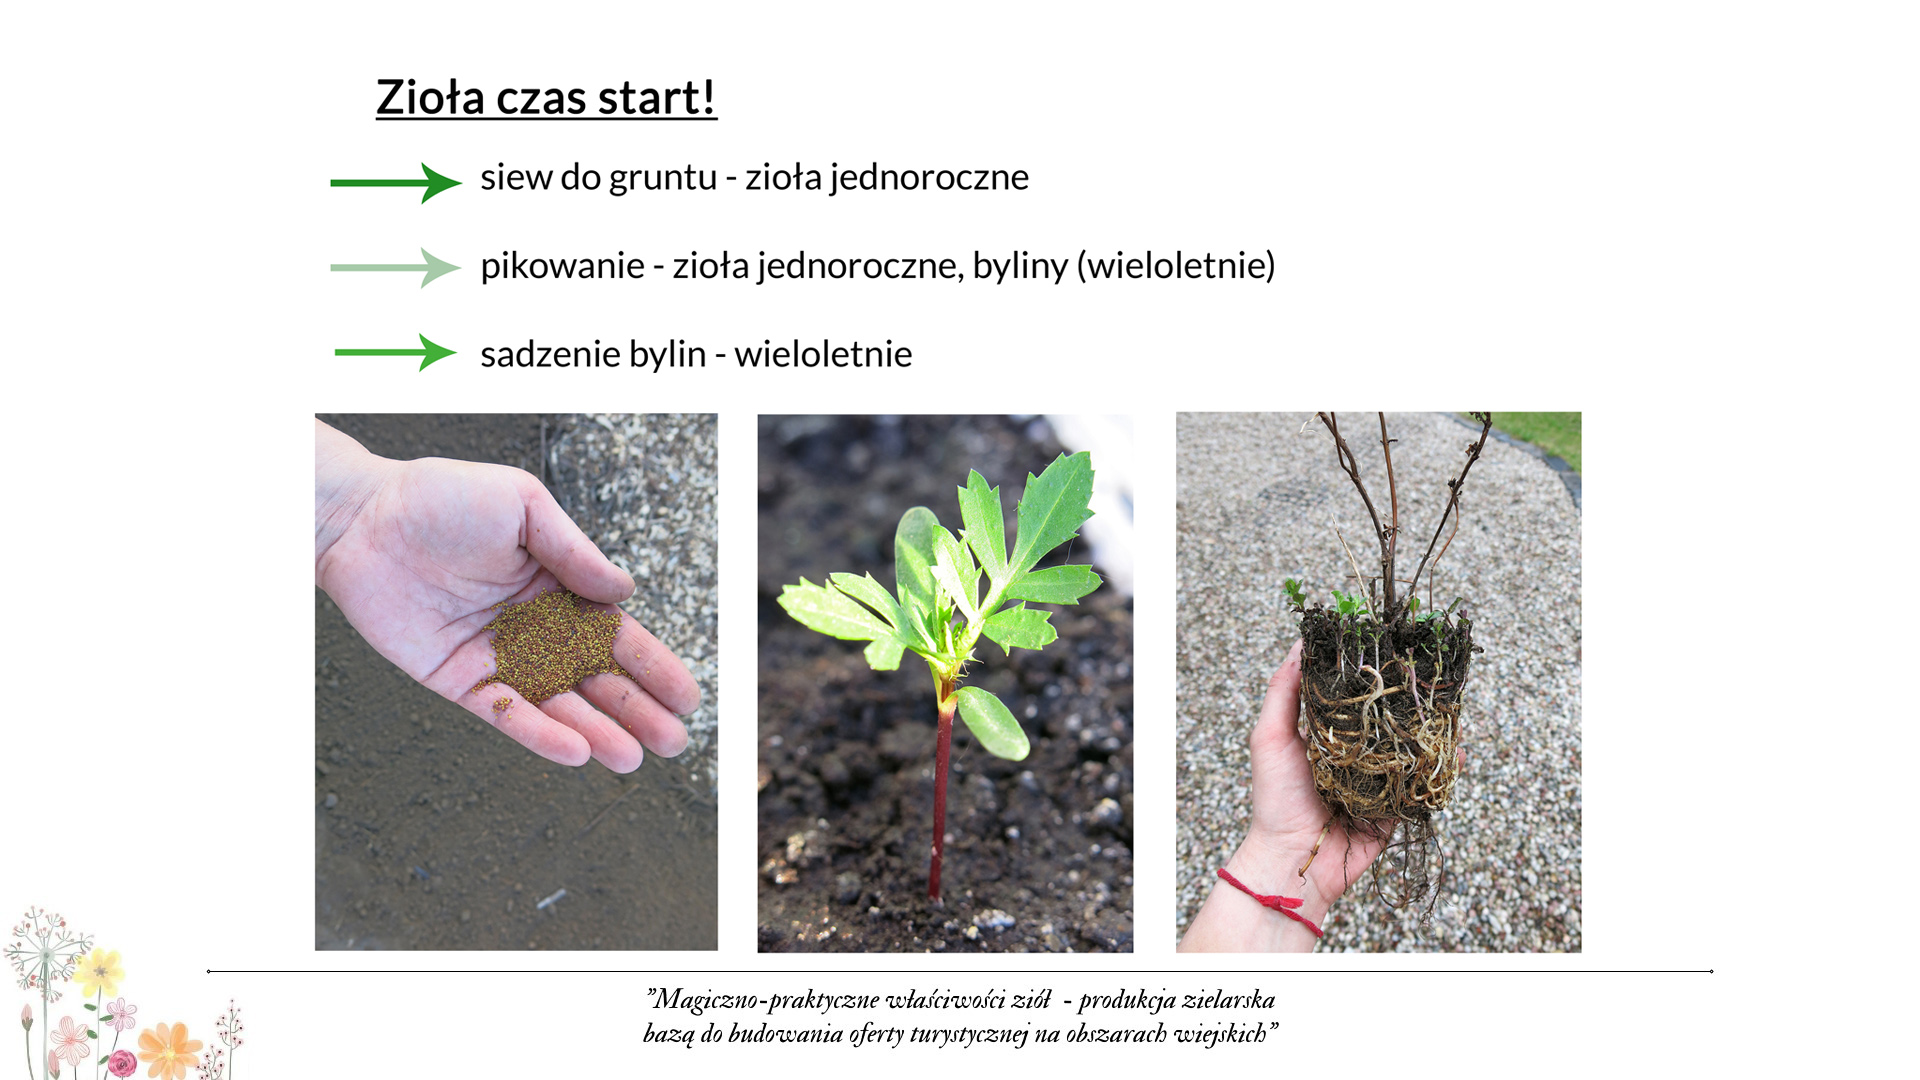 Zioła czas start!
siew do gruntu - zioła jednoroczne
pikowanie - zioła jednoroczne, byliny (wieloletnie)
sadzenie bylin - wieloletnie
”Magiczno-praktyczne właściwości ziół - produkcja zielarska
bazą do budowania oferty turystycznej na obszarach wiejskich”